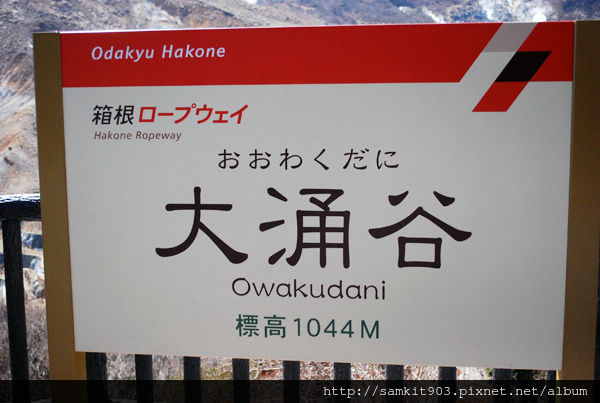 Odakyu Hakone
箱根ロープウェイ
Hakone Ropeway
おおわくだに
大涌谷
Owakudani
標高1044M
http://samkit903.pixnet.net/album